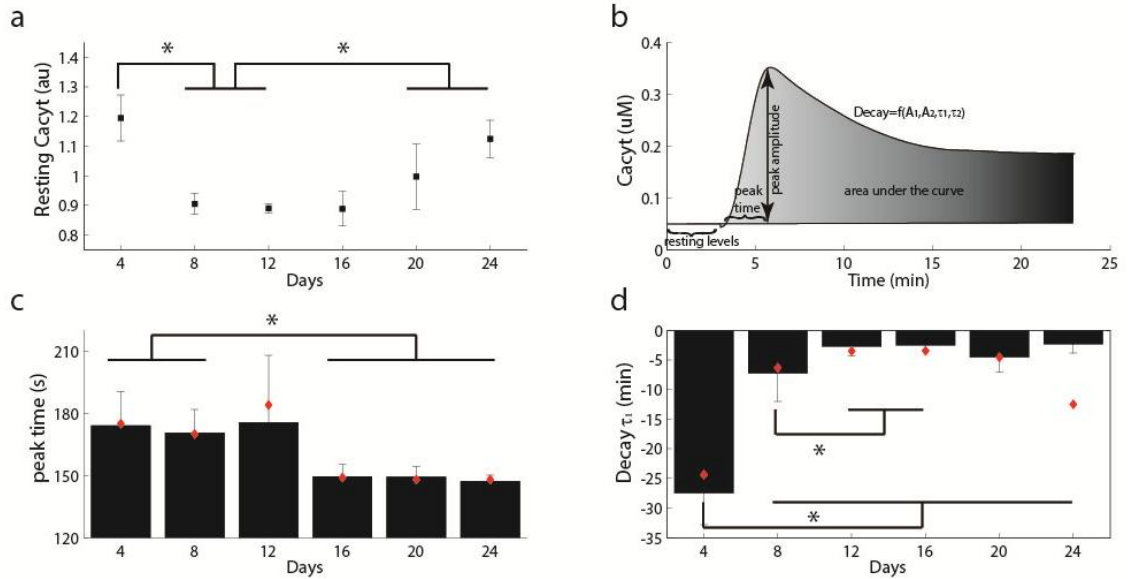 a
Resting Cacyt (au)
1.4
1.3
1.2
1.1
1
0.9
0.8
*
*
4 8 12 16 20 24
Days
b
Cacyt (uM)
0.4
0.3
0.2
0.1
0
Decay=f(A1,A2,τ1,τ2)
peak amplitude
peak
time
area under the curve
resting levels
0 5 10 15 20 25
Time (min)
c
peak time (s)
210
180
150
120
*
4 8 12 16 20 24
Days
d
Decay τ1 (min)
0
-5
-10
-15
-20
-25
-30
-35
*
*
4 8 12 16 20 24
Days